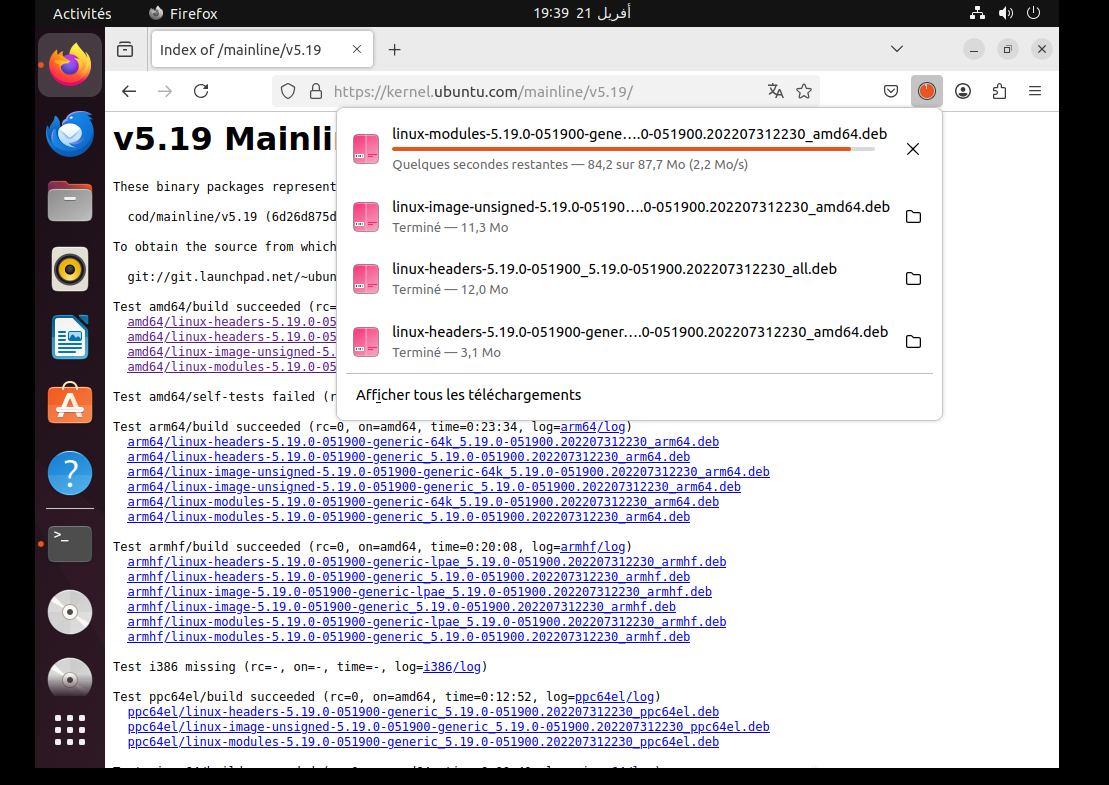 Activités
Firefox
19:39 21 أفريل
Index of /mainline/v5.19
https://kernel.ubuntu.com/mainline/v5.19/
linux-modules-5.19.0-051900-gene….0-051900.202207312230_amd64.deb
Quelques secondes restantes — 84,2 sur 87,7 Mo (2,2 Mo/s)
linux-image-unsigned-5.19.0-05190….0-051900.202207312230_amd64.deb
Terminé — 11,3 Mo
linux-headers-5.19.0-051900_5.19.0-051900.202207312230_all.deb
Terminé — 12,0 Mo
linux-headers-5.19.0-051900-gener….0-051900.202207312230_amd64.deb
Terminé — 3,1 Mo
Afficher tous les téléchargements
v5.19 Mainli
These binary packages represent
cod/mainline/v5.19 (6d26d875d
To obtain the source from which
git://git.launchpad.net/~ubun
Test amd64/build succeeded (rc=
amd64/linux-headers-5.19.0-05
amd64/linux-headers-5.19.0-05
amd64/linux-image-unsigned-5.
amd64/linux-modules-5.19.0-05
Test amd64/self-tests failed (r
Test arm64/build succeeded (rc=0, on=amd64, time=0:23:34, log=arm64/log)
arm64/linux-headers-5.19.0-051900-generic-64k_5.19.0-051900.202207312230_arm64.deb
arm64/linux-headers-5.19.0-051900-generic_5.19.0-051900.202207312230_arm64.deb
arm64/linux-image-unsigned-5.19.0-051900-generic-64k_5.19.0-051900.202207312230_arm64.deb
arm64/linux-image-unsigned-5.19.0-051900-generic_5.19.0-051900.202207312230_arm64.deb
arm64/linux-modules-5.19.0-051900-generic-64k_5.19.0-051900.202207312230_arm64.deb
arm64/linux-modules-5.19.0-051900-generic_5.19.0-051900.202207312230_arm64.deb
Test armhf/build succeeded (rc=0, on=amd64, time=0:20:08, log=armhf/log)
armhf/linux-headers-5.19.0-051900-generic-lpae_5.19.0-051900.202207312230_armhf.deb
armhf/linux-headers-5.19.0-051900-generic_5.19.0-051900.202207312230_armhf.deb
armhf/linux-image-5.19.0-051900-generic-lpae_5.19.0-051900.202207312230_armhf.deb
armhf/linux-image-5.19.0-051900-generic_5.19.0-051900.202207312230_armhf.deb
armhf/linux-modules-5.19.0-051900-generic-lpae_5.19.0-051900.202207312230_armhf.deb
armhf/linux-modules-5.19.0-051900-generic_5.19.0-051900.202207312230_armhf.deb
Test i386 missing (rc=-, on=-, time=-, log=i386/log)
Test ppc64el/build succeeded (rc=0, on=amd64, time=0:12:52, log=ppc64el/log)
ppc64el/linux-headers-5.19.0-051900-generic_5.19.0-051900.202207312230_ppc64el.deb
ppc64el/linux-image-unsigned-5.19.0-051900-generic_5.19.0-051900.202207312230_ppc64el.deb
ppc64el/linux-modules-5.19.0-051900-generic_5.19.0-051900.202207312230_ppc64el.deb